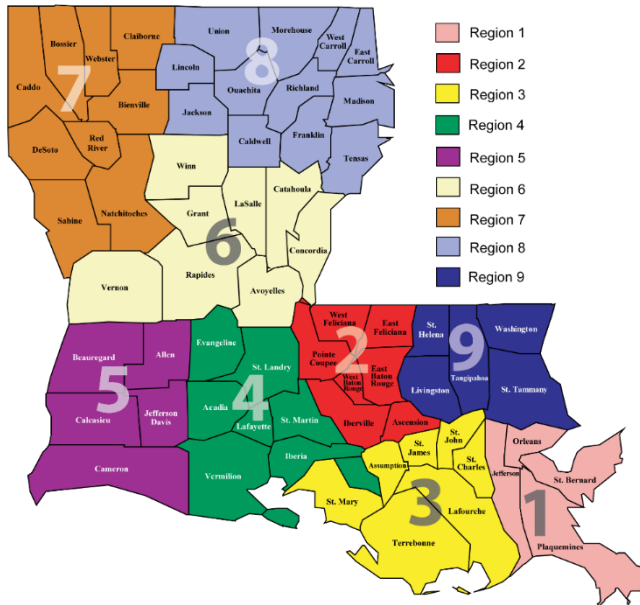 Union
Morehouse
West
Carroll
East
Carroll
Claiborne
Bossier
Webster
Lincoln
8
Ouachita
Richland
Madison
7
Caddo
Bienville
Jackson
Franklin
Caldwell
Tensas
Red
River
DeSoto
Winn
LaSalle
Catahoula
Grant
Natchitoches
Sabine
6
Concordia
Rapides
Vernon
Avoyelles
West
Feliciana
East
Feliciana
St.
Helena
Washington
Evangeline
Allen
Beauregard
2
Pointe
Coupee
9
Tangipahoa
St. Landry
West
Baton
Rouge
East
Baton
Rouge
Livingston
St. Tammany
5
4
Acadia
Calcasieu
Jefferson
Davis
Lafayette
St. Martin
Iberville
Ascension
Orleans
St.
James
St.
John
Cameron
Vermilion
Iberia
Assumption
St.
Charles
Jefferson
St. Bernard
St. Mary
3
Lafourche
1
Terrebonne
Plaquemines
Region 1
Region 2
Region 3
Region 4
Region 5
Region 6
Region 7
Region 8
Region 9